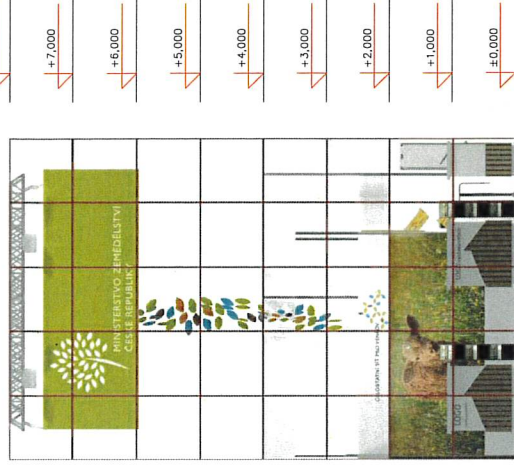 +7,000
+6,000
+5,000
+4,000
+3,000
+2,000
+1,000
±0,000
MINISTERSTVO ZEMĚDĚLSTVÍ
ČESKÉ REPUBLIKY
LOGO